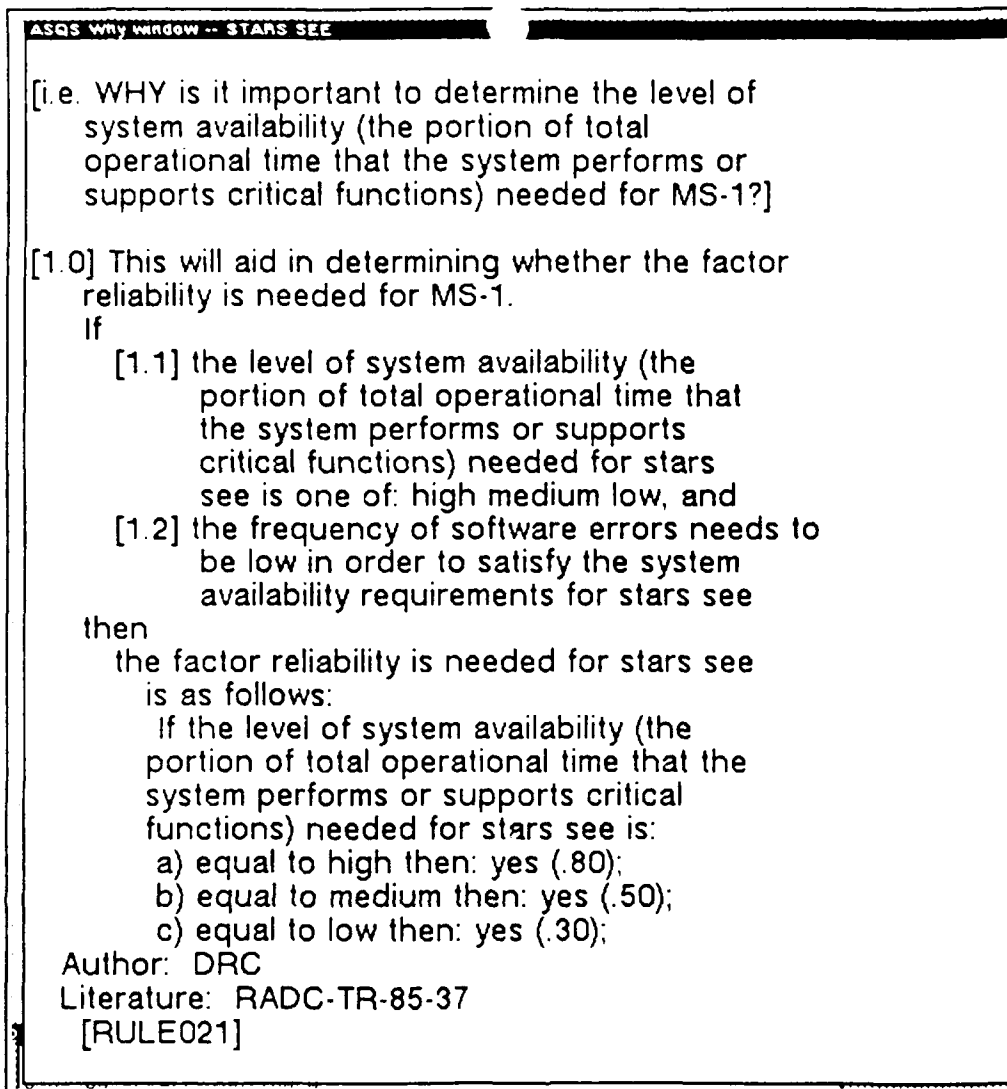 ASQS Why window -- STARS SEE
[i.e. WHY is it important to determine the level of
system availability (the portion of total
operational time that the system performs or
supports critical functions) needed for MS-1?]
[1.0] This will aid in determining whether the factor
reliability is needed for MS-1.
If
[1.1] the level of system availability (the
portion of total operational time that
the system performs or supports
critical functions) needed for stars
see is one of: high medium low, and
[1.2] the frequency of software errors needs to
be low in order to satisfy the system
availability requirements for stars see
then
the factor reliability is needed for stars see
is as follows:
If the level of system availability (the
portion of total operational time that the
system performs or supports critical
functions) needed for stars see is:
a) equal to high then: yes (.80);
b) equal to medium then: yes (.50);
c) equal to low then: yes (.30);
Author: DRC
Literature: RADC-TR-85-37
[RULE021]